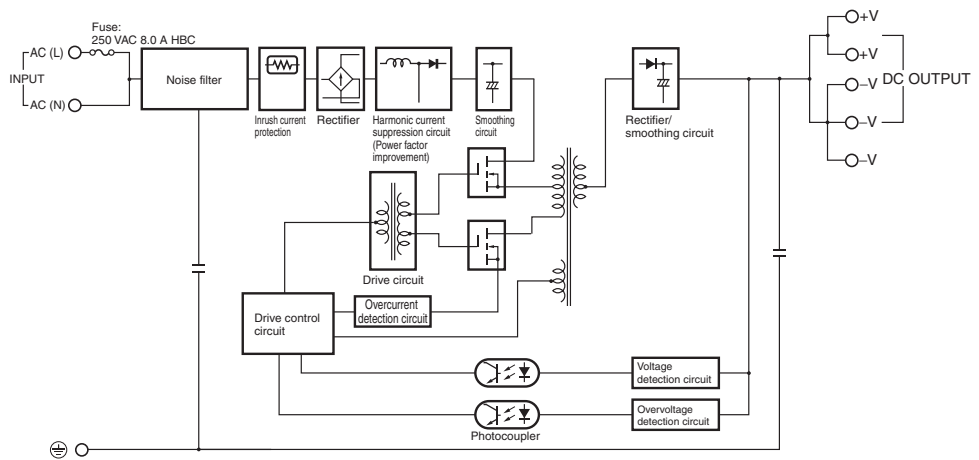 Fuse:
250 VAC 8.0 A HBC
AC (L)
INPUT
AC (N)
Noise filter
Inrush current
protection
Rectifier
Harmonic current
suppression circuit
(Power factor
improvement)
Smoothing
circuit
Rectifier/
smoothing circuit
+V
+V
DC OUTPUT
–V
–V
–V
Drive circuit
Drive control
circuit
Overcurrent
detection circuit
Voltage
detection circuit
Overvoltage
detection circuit
Photocoupler